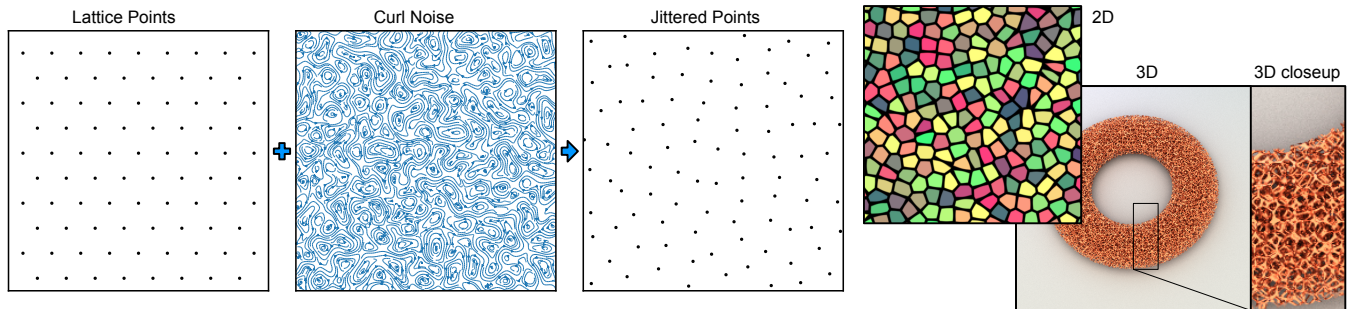 Lattice Points
Curl Noise
Jittered Points
2D
3D
3D closeup